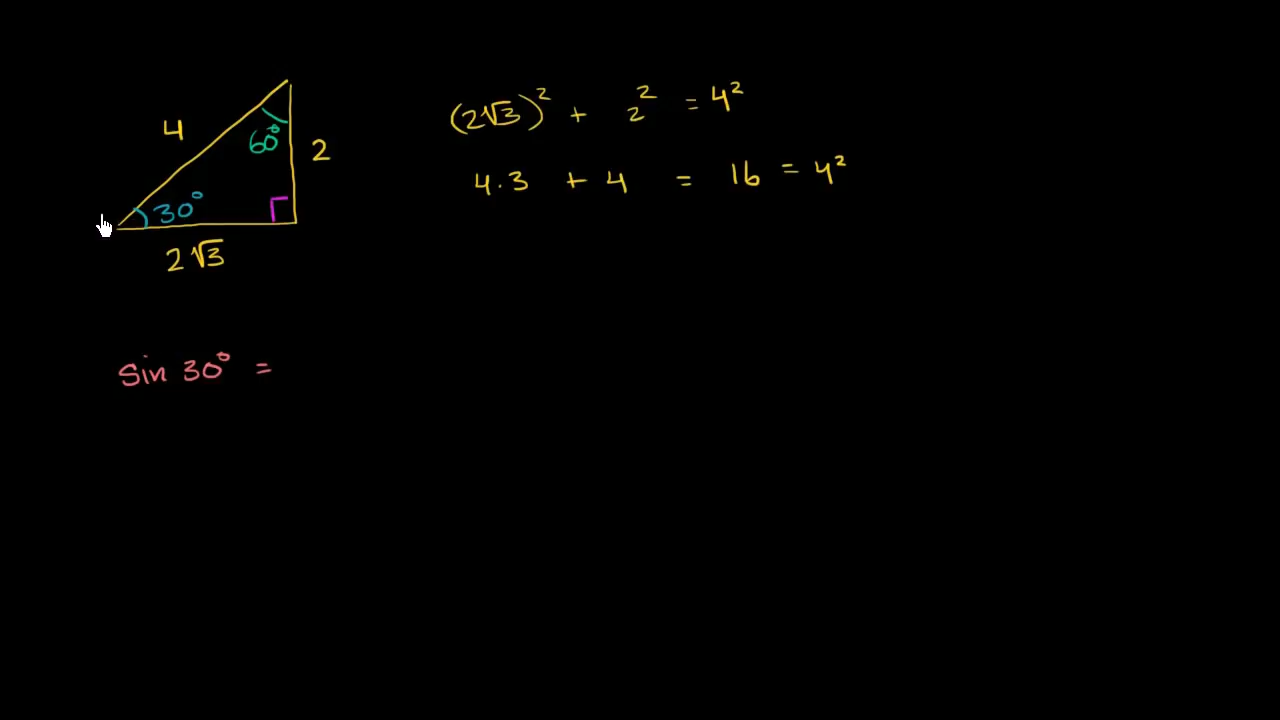 (2√3)² + 2² = 4²
4
60°
2
4·3 + 4 = 16 = 4²
30°
2√3
sin 30° =